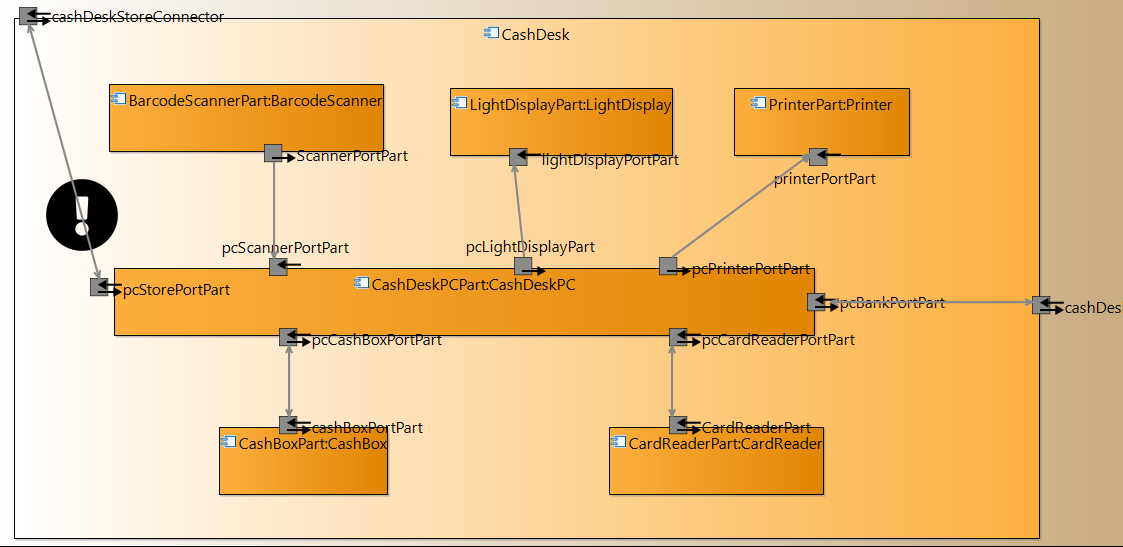 cashDeskStoreConnector
CashDesk
BarcodeScannerPart:BarcodeScanner
LightDisplayPart:LightDisplay
PrinterPart:Printer
ScannerPortPart
lightDisplayPortPart
printerPortPart
pcScannerPortPart
pcLightDisplayPart
pcPrinterPortPart
pcStorePortPart
CashDeskPCPart:CashDeskPC
pcBankPortPart
cashDes
pcCashBoxPortPart
pcCardReaderPortPart
cashBoxPortPart
CardReaderPart
CashBoxPart:CashBox
CardReaderPart:CardReader